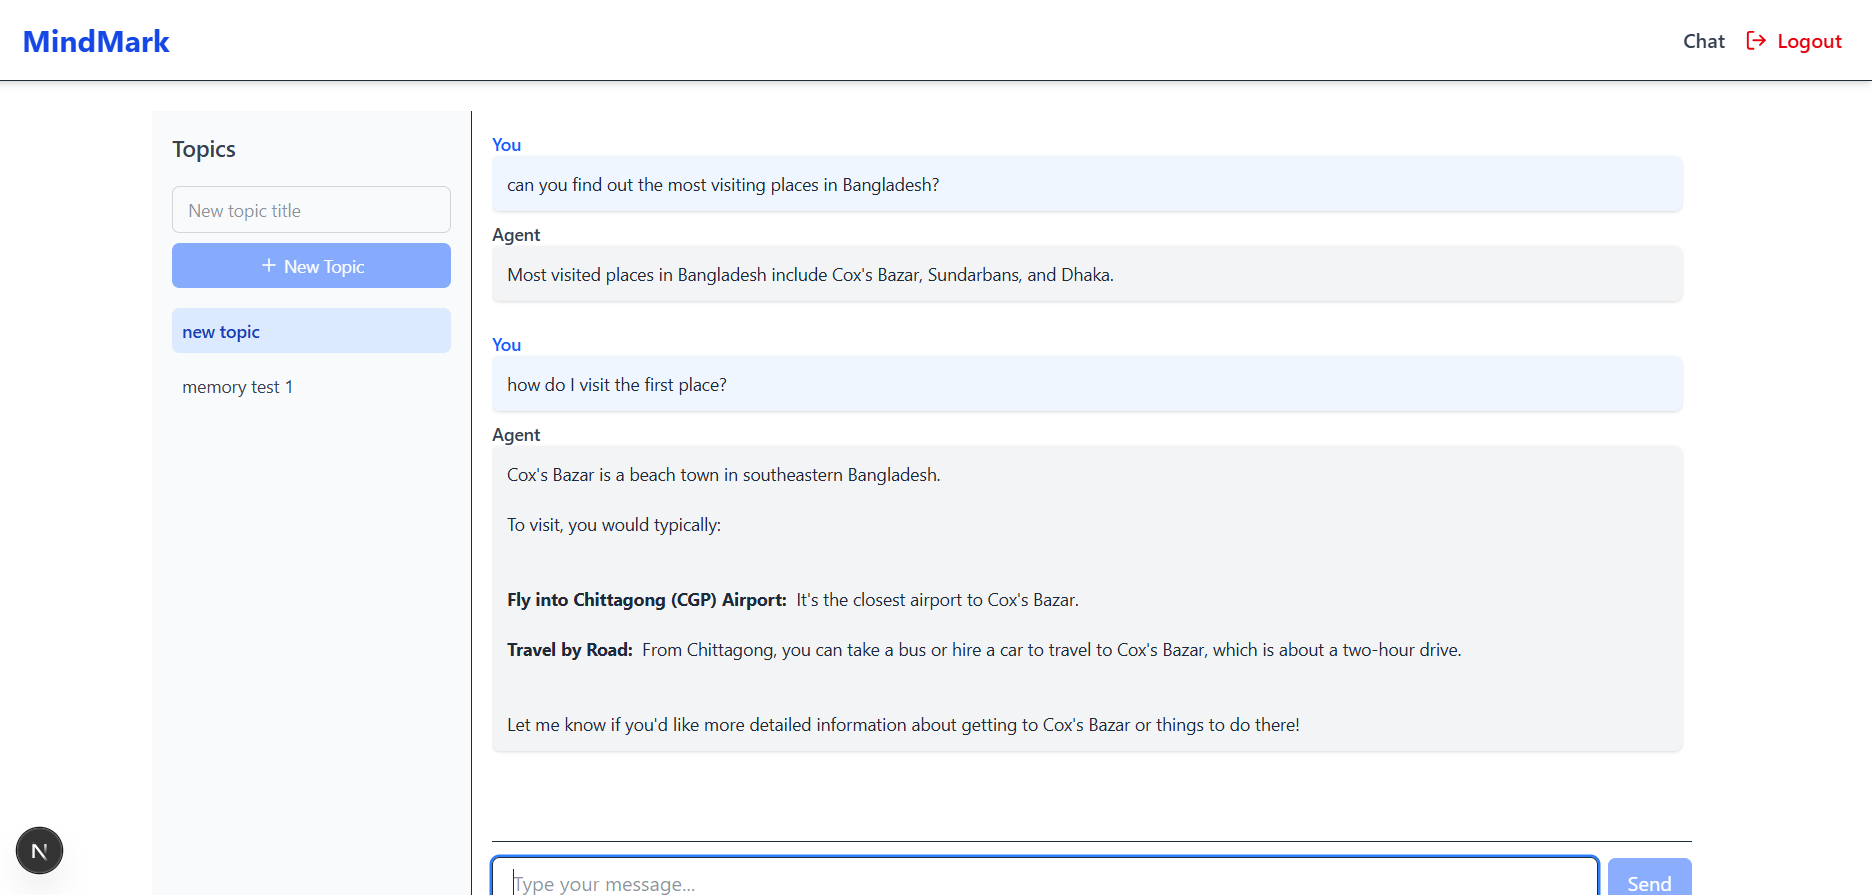 MindMark
Chat
Logout
Topics
New topic title
+ New Topic
new topic
memory test 1
You
can you find out the most visiting places in Bangladesh?
Agent
Most visited places in Bangladesh include Cox's Bazar, Sundarbans, and Dhaka.
You
how do I visit the first place?
Agent
Cox's Bazar is a beach town in southeastern Bangladesh.
To visit, you would typically:
Fly into Chittagong (CGP) Airport: It's the closest airport to Cox's Bazar.
Travel by Road: From Chittagong, you can take a bus or hire a car to travel to Cox's Bazar, which is about a two-hour drive.
Let me know if you'd like more detailed information about getting to Cox's Bazar or things to do there!
Type your message...
Send
N